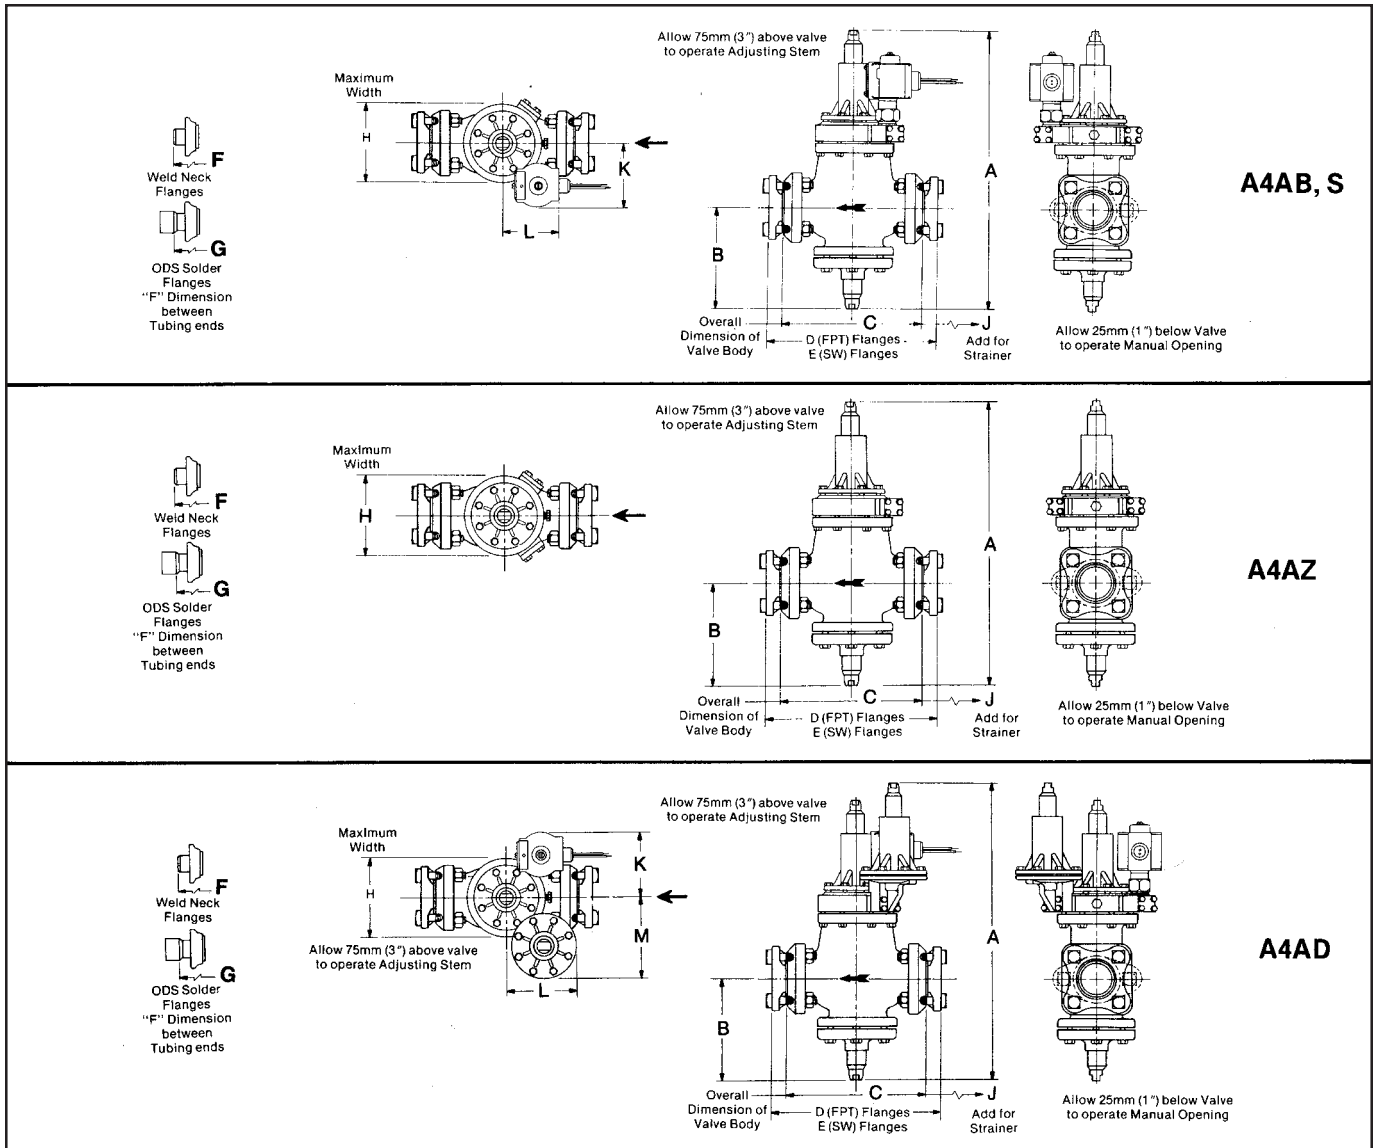 Allow 75mm (3″) above valve
to operate Adjusting Stem
Maximum
Width
H
K
L
F
Weld Neck
Flanges
G
ODS Solder
Flanges
"F" Dimension
between
Tubing ends
A
B
C
J
Overall
Dimension of
Valve Body
D (FPT) Flanges
E (SW) Flanges
Add for
Strainer
Allow 25mm (1″) below Valve
to operate Manual Opening
A4AB, S
Allow 75mm (3″) above valve
to operate Adjusting Stem
Maximum
Width
H
F
Weld Neck
Flanges
G
ODS Solder
Flanges
"F" Dimension
between
Tubing ends
A
B
C
J
Overall
Dimension of
Valve Body
D (FPT) Flanges
E (SW) Flanges
Add for
Strainer
Allow 25mm (1″) below Valve
to operate Manual Opening
A4AZ
Allow 75mm (3″) above valve
to operate Adjusting Stem
Maximum
Width
H
K
M
L
Allow 75mm (3″) above valve
to operate Adjusting Stem
F
Weld Neck
Flanges
G
ODS Solder
Flanges
"F" Dimension
between
Tubing ends
A
B
C
J
Overall
Dimension of
Valve Body
D (FPT) Flanges
E (SW) Flanges
Add for
Strainer
Allow 25mm (1″) below Valve
to operate Manual Opening
A4AD